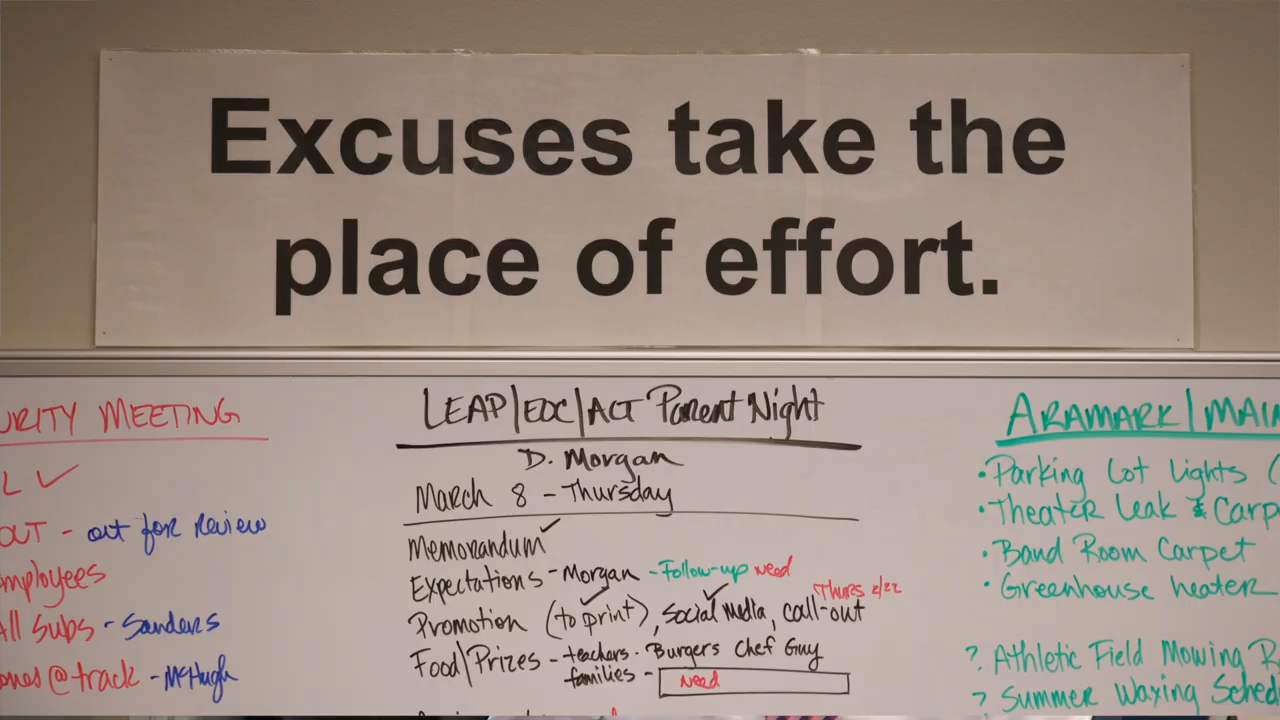 Excuses take the
place of effort.
URITY MEETING
L ✓
OUT - out for review
mployees
All Subs - Sanders
ones @ track - McHugh
LEAP/EOC/ACT Parent Night
D. Morgan
March 8 - Thursday
Memorandum ✓
Expectations - Morgan - Follow-up need
Thurs 2/22
Promotion (to print) ✓, social media ✓, call-out
Food/Prizes - teachers - Burgers Chef Guy
families - need
ARAMARK/MAI
• Parking Lot Lights (
• Theater Leak & Carp
• Band Room Carpet
• Greenhouse heater
? Athletic Field Mowing R
? Summer Waxing Sched